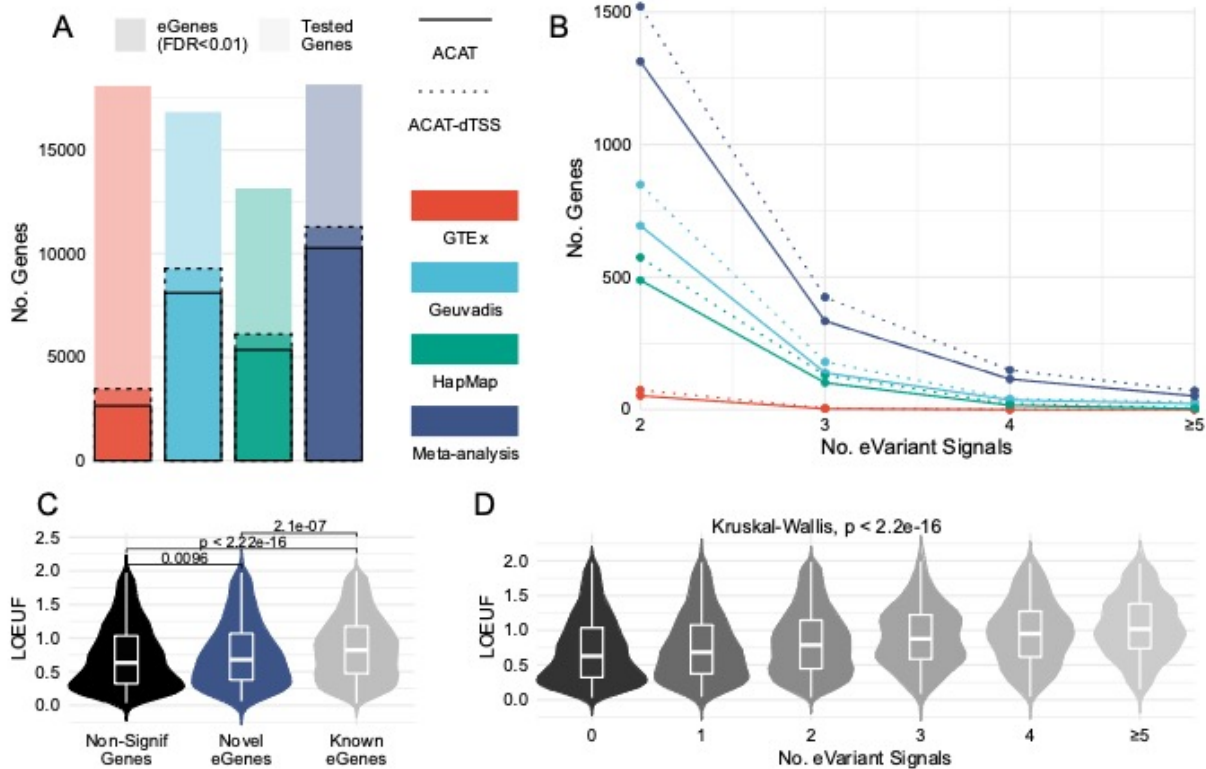 A
eGenes
(FDR<0.01)
Tested
Genes
No. Genes
15000
10000
5000
0
ACAT
ACAT-dTSS
GTEx
Geuvadis
HapMap
Meta-analysis
B
No. Genes
1500
1000
500
0
2
3
4
≥5
No. eVariant Signals
C
LOEUF
2.5
2.0
1.5
1.0
0.5
0.0
2.1e-07
p < 2.22e-16
0.0096
Non-Signif
Genes
Novel
eGenes
Known
eGenes
D
Kruskal-Wallis, p < 2.2e-16
LOEUF
2.0
1.5
1.0
0.5
0.0
0
1
2
3
4
≥5
No. eVariant Signals